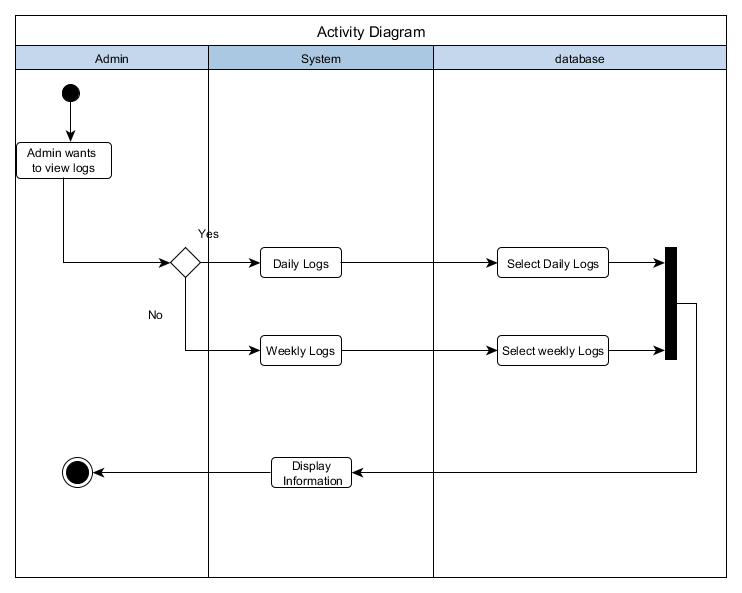 Activity Diagram
Admin
System
database
Admin wants
to view logs
Yes
Daily Logs
Select Daily Logs
No
Weekly Logs
Select weekly Logs
Display
Information